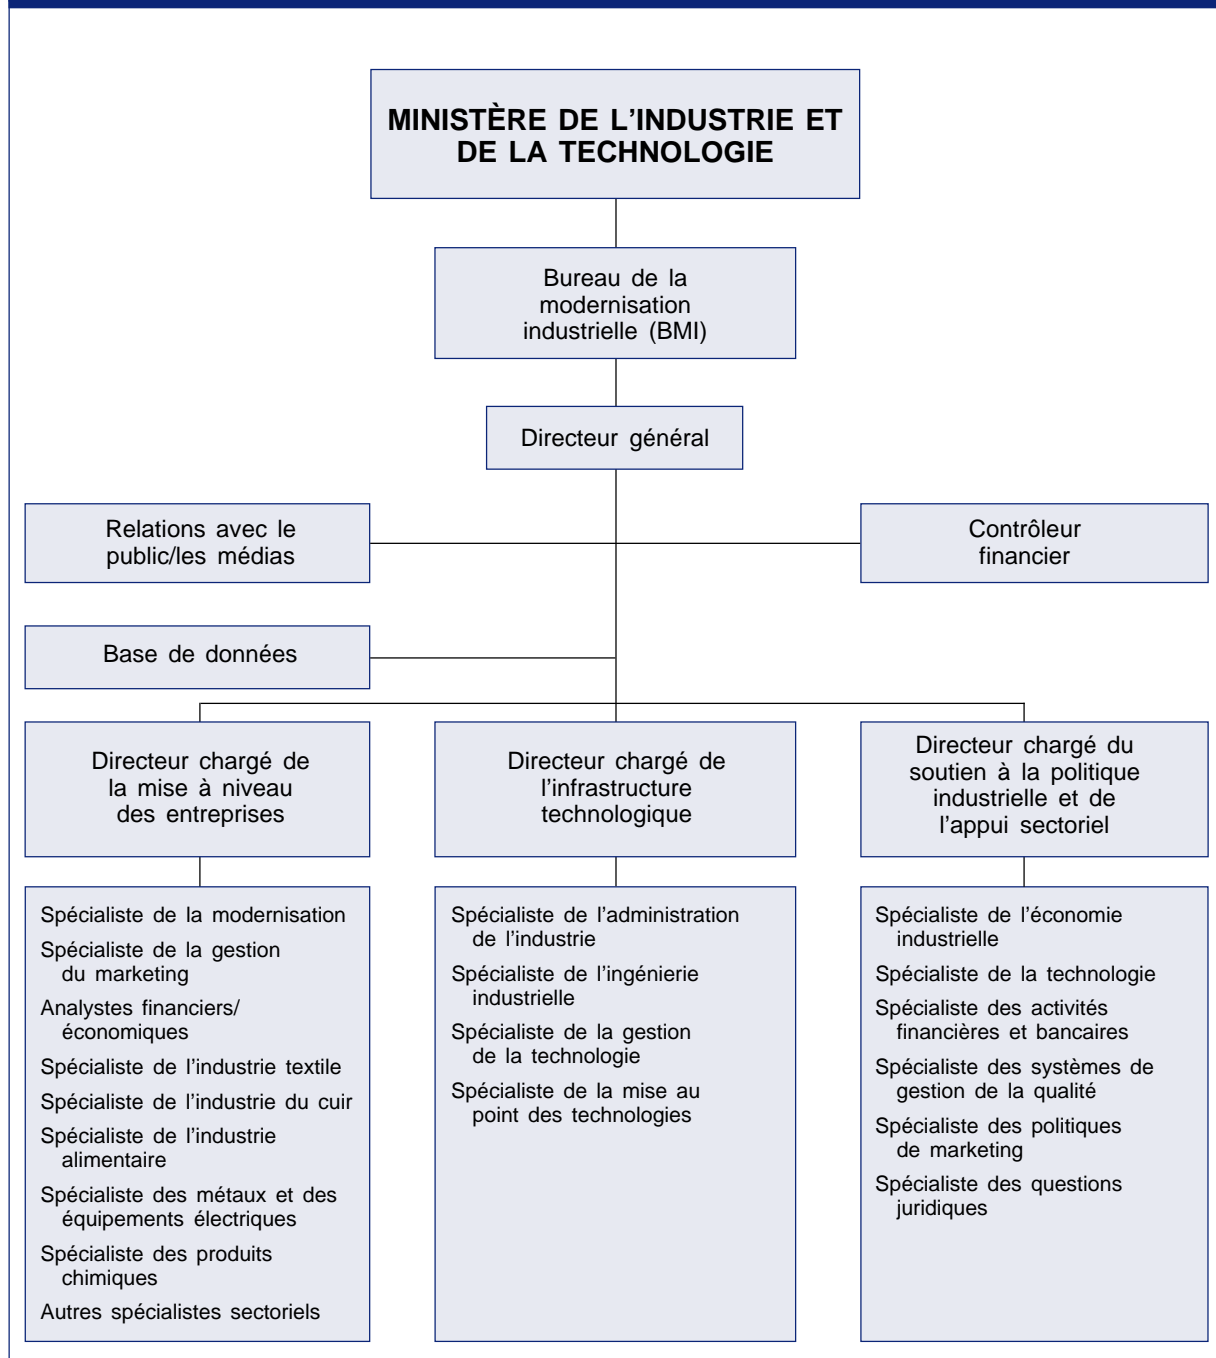 MINISTÈRE DE L’INDUSTRIE ET
DE LA TECHNOLOGIE
Bureau de la
modernisation
industrielle (BMI)
Directeur général
Relations avec le
public/les médias
Contrôleur
financier
Base de données
Directeur chargé de
la mise à niveau
des entreprises
Directeur chargé de
l’infrastructure
technologique
Directeur chargé du
soutien à la politique
industrielle et de
l’appui sectoriel
Spécialiste de la modernisation
Spécialiste de la gestion
du marketing
Analystes financiers/
économiques
Spécialiste de l’industrie textile
Spécialiste de l’industrie du cuir
Spécialiste de l’industrie
alimentaire
Spécialiste des métaux et des
équipements électriques
Spécialiste des produits
chimiques
Autres spécialistes sectoriels
Spécialiste de l’administration
de l’industrie
Spécialiste de l’ingénierie
industrielle
Spécialiste de la gestion
de la technologie
Spécialiste de la mise au
point des technologies
Spécialiste de l’économie
industrielle
Spécialiste de la technologie
Spécialiste des activités
financières et bancaires
Spécialiste des systèmes de
gestion de la qualité
Spécialiste des politiques
de marketing
Spécialiste des questions
juridiques